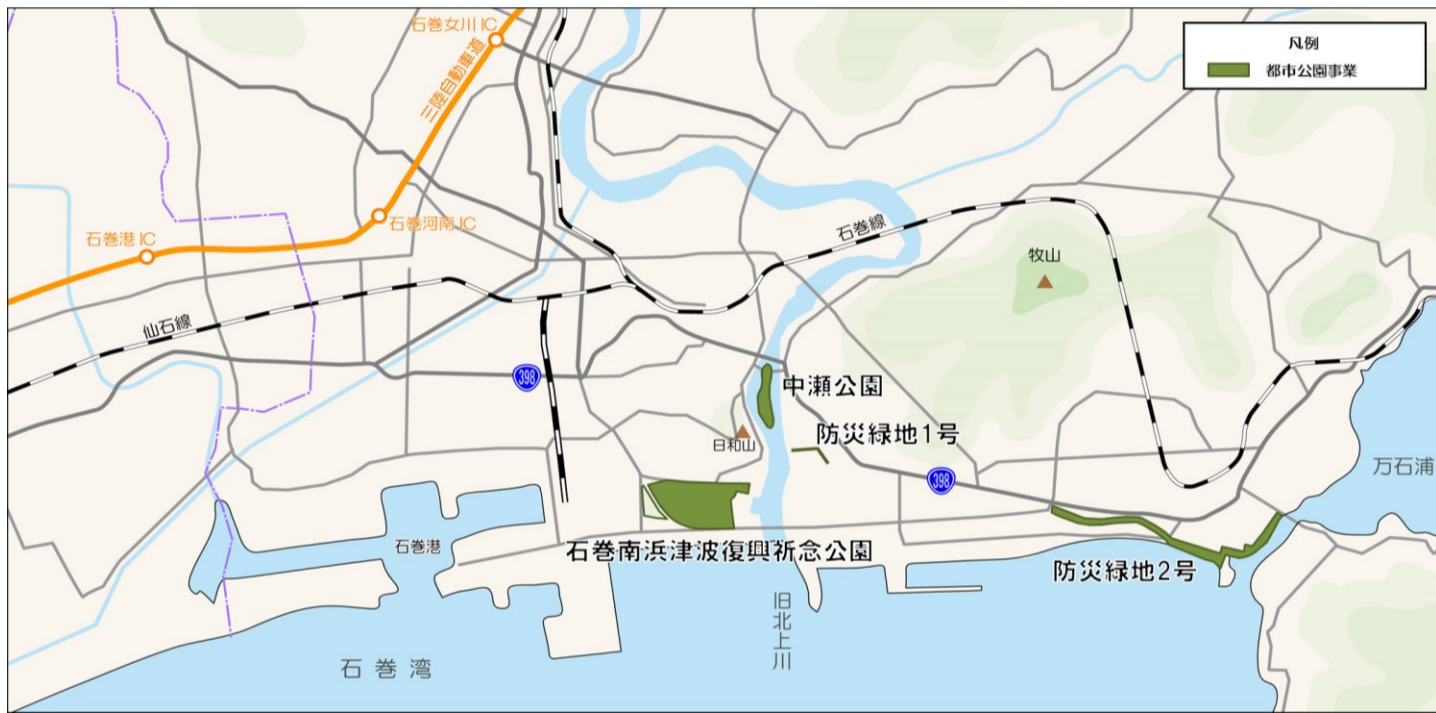 石巻女川IC
凡例
都市公園事業
三陸自動車道
石巻河南IC
石巻港IC
石巻線
牧山
仙石線
398
中瀬公園
防災緑地1号
日和山
398
万石浦
石巻港
石巻南浜津波復興祈念公園
防災緑地2号
旧北上川
石巻湾